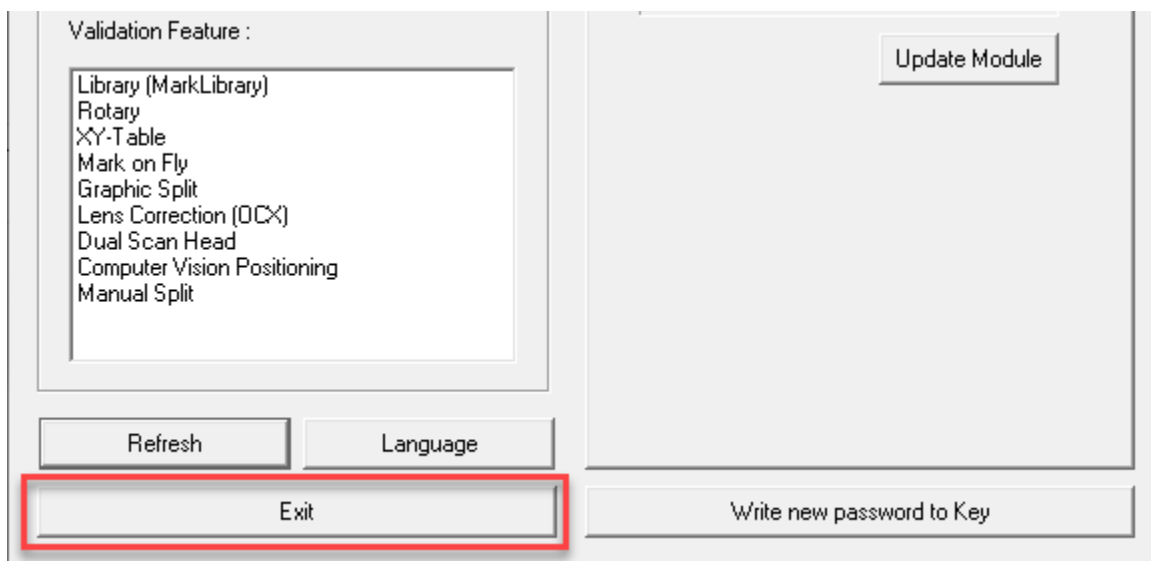 Validation Feature :
Library (MarkLibrary)
Rotary
XY-Table
Mark on Fly
Graphic Split
Lens Correction (OCX)
Dual Scan Head
Computer Vision Positioning
Manual Split
Update Module
Refresh
Language
Exit
Write new password to Key